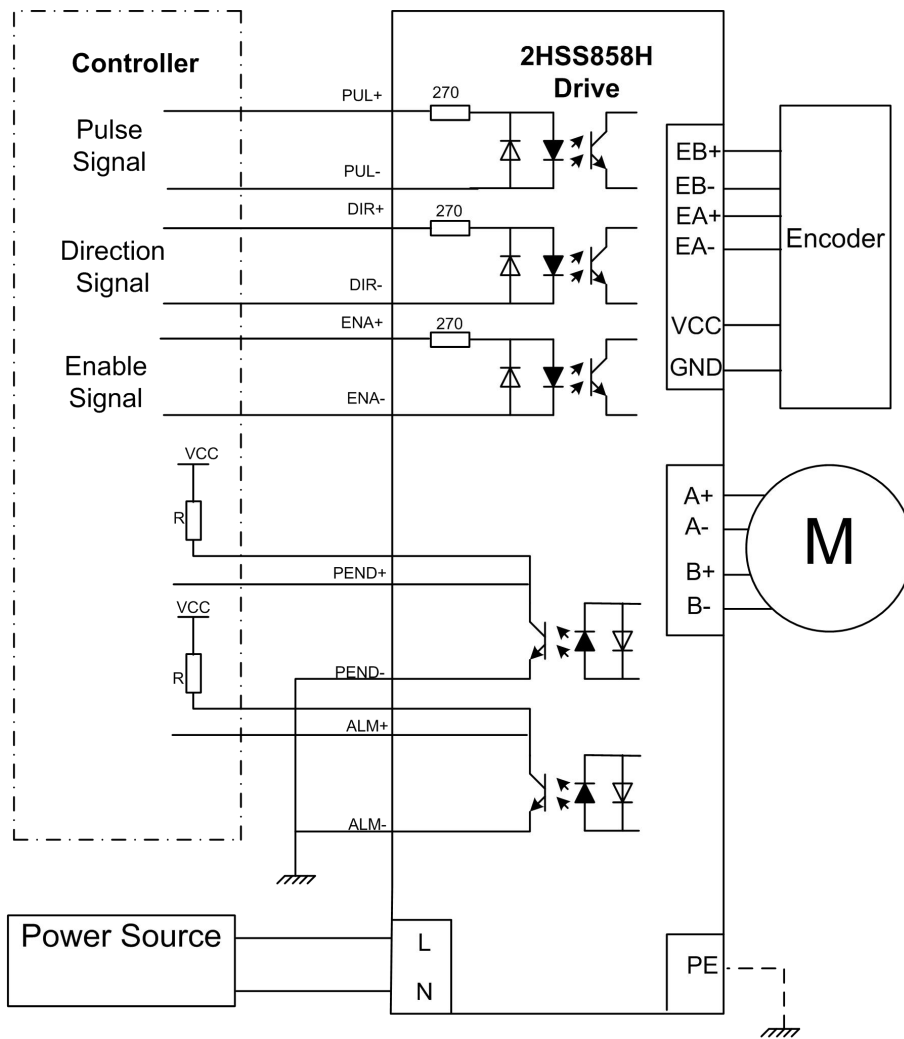 Controller
Pulse
Signal
Direction
Signal
Enable
Signal
VCC
R
VCC
R
PUL+
PUL-
DIR+
DIR-
ENA+
ENA-
PEND+
PEND-
ALM+
ALM-
2HSS858H
Drive
270
270
270
EB+
EB-
EA+
EA-
VCC
GND
Encoder
A+
A-
B+
B-
M
Power Source
L
N
PE